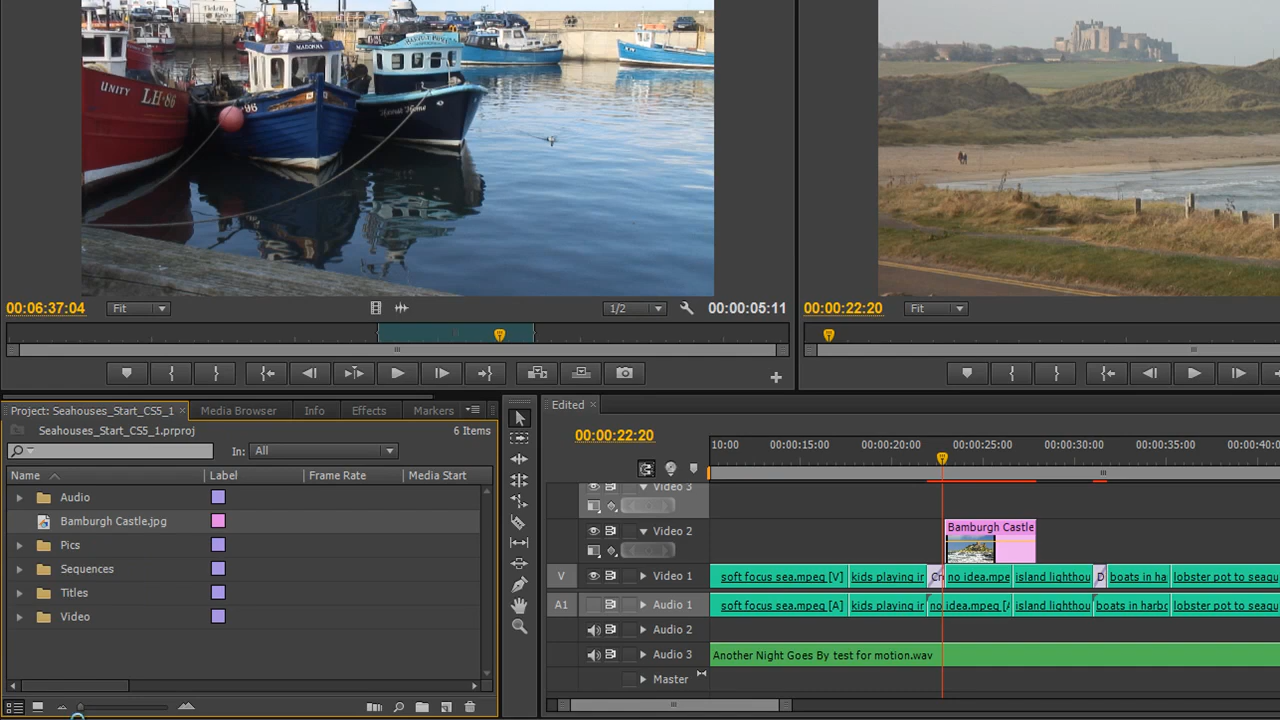 UNITY
LH-86
MADONNA
96
Harvest Home
00:06:37:04
Fit
1/2
00:00:05:11
00:00:22:20
Fit
Project: Seahouses_Start_CS5_1
Media Browser
Info
Effects
Markers
Edited
Seahouses_Start_CS5_1.prproj
6 Items
In: All
00:00:22:20
10:00
00:00:15:00
00:00:20:00
00:00:25:00
00:00:30:00
00:00:35:00
00:00:40:0
Name
Label
Frame Rate
Media Start
Audio
Bamburgh Castle.jpg
Pics
Sequences
Titles
Video
Video 3
Video 2
Bamburgh Castle
V
Video 1
soft focus sea.mpeg [V]
kids playing ir
Cr
no idea.mpe
island lighthou
D
boats in ha
lobster pot to seagu
A1
Audio 1
soft focus sea.mpeg [A]
kids playing ir
no idea.mpeg [A
island lighthou
boats in harbo
lobster pot to seagu
Audio 2
Audio 3
Another Night Goes By test for motion.wav
Master